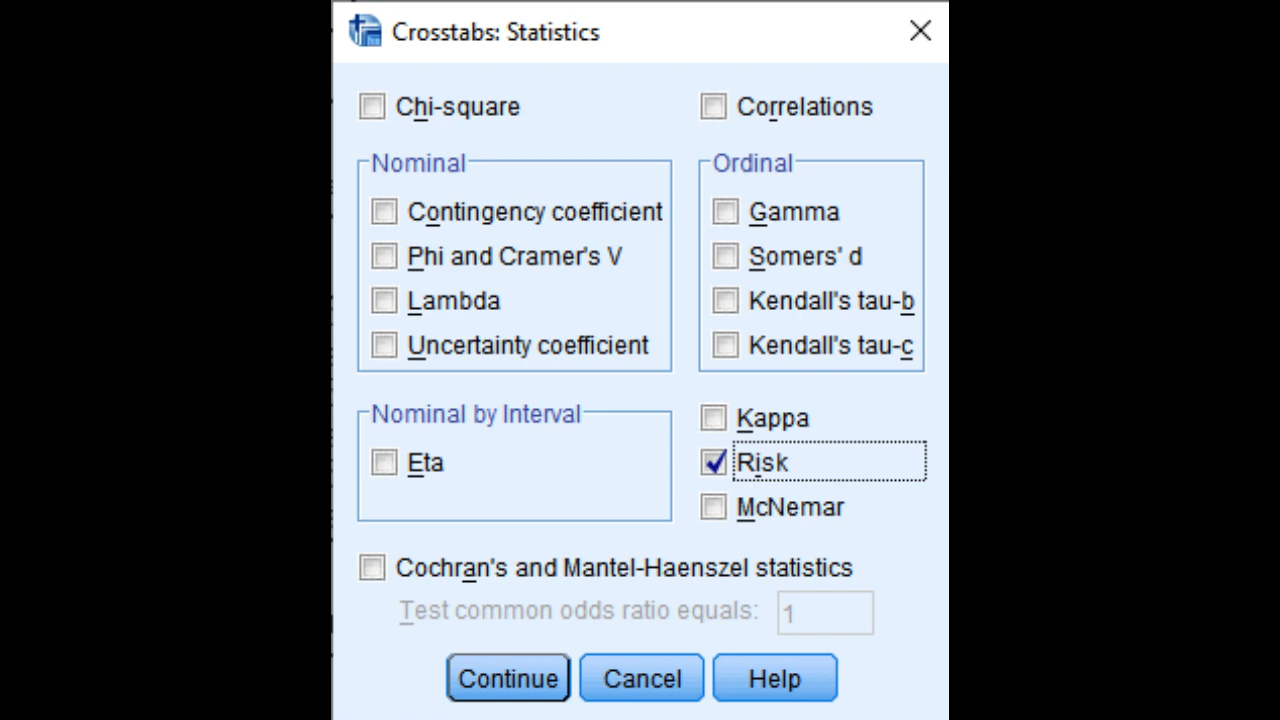 Crosstabs: Statistics
Chi-square
Correlations
Nominal
Contingency coefficient
Phi and Cramer's V
Lambda
Uncertainty coefficient
Ordinal
Gamma
Somers' d
Kendall's tau-b
Kendall's tau-c
Nominal by Interval
Eta
Kappa
Risk
McNemar
Cochran's and Mantel-Haenszel statistics
Test common odds ratio equals: 1
Continue Cancel Help